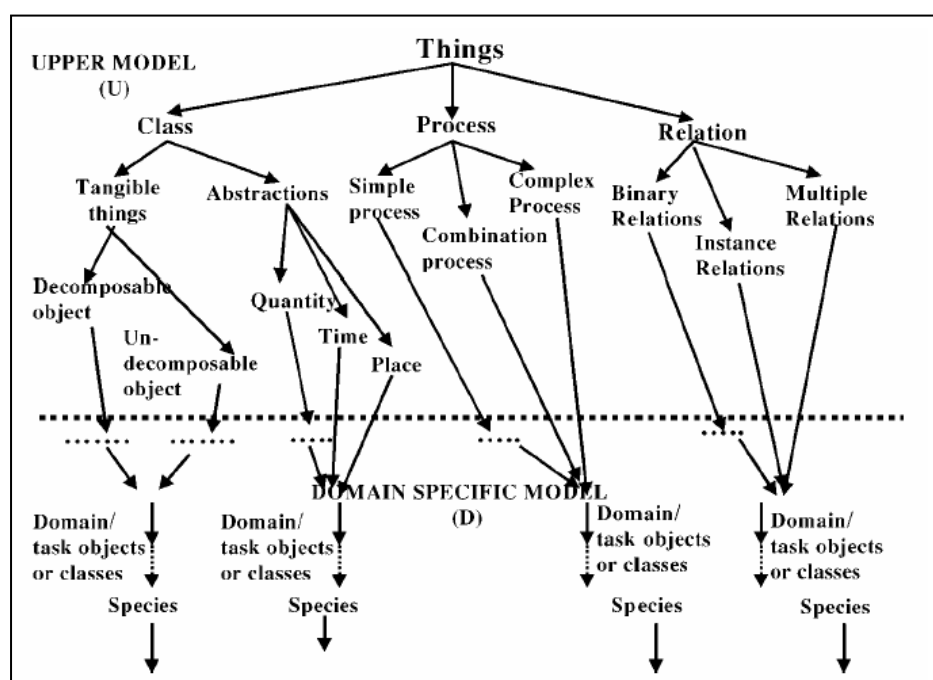 Things
UPPER MODEL
(U)
Class
Process
Relation
Tangible
things
Abstractions
Simple
process
Complex
Process
Combination
process
Binary
Relations
Instance
Relations
Multiple
Relations
Decomposable
object
Un-
decomposable
object
Quantity
Time
Place
DOMAIN SPECIFIC MODEL
(D)
Domain/
task objects
or classes
Species
Domain/
task objects
or classes
Species
Domain/
task objects
or classes
Species
Domain/
task objects
or classes
Species